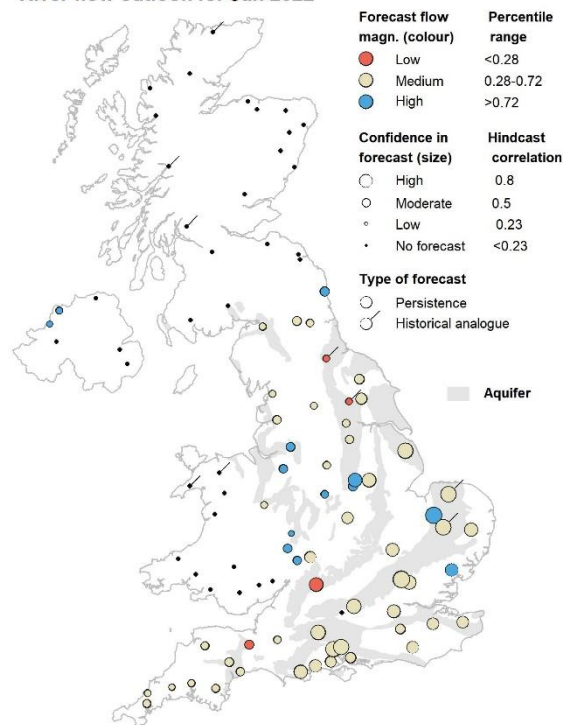 Forecast flow Percentile
magn. (colour) range
Low <0.28
Medium 0.28-0.72
High >0.72
Confidence in Hindcast
forecast (size) correlation
High 0.8
Moderate 0.5
Low 0.23
No forecast <0.23
Type of forecast
Persistence
Historical analogue
Aquifer